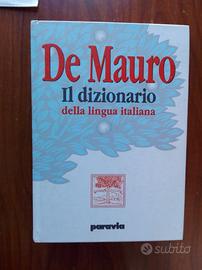 De Mauro
Il dizionario
della lingua italiana
paravia
subito